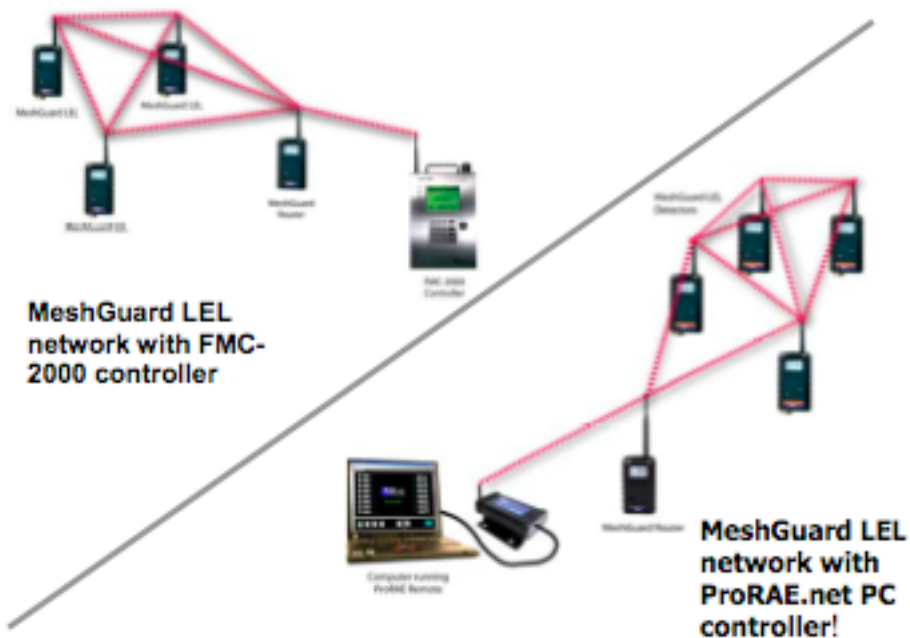 MeshGuard LEL
MeshGuard LEL
MeshGuard LEL
MeshGuard
Router
FMC-2000
Controller
MeshGuard LEL
network with FMC-
2000 controller
MeshGuard LEL
Detectors
MeshGuard Router
Computer running
ProRAE Remote
MeshGuard LEL
network with
ProRAE.net PC
controller!